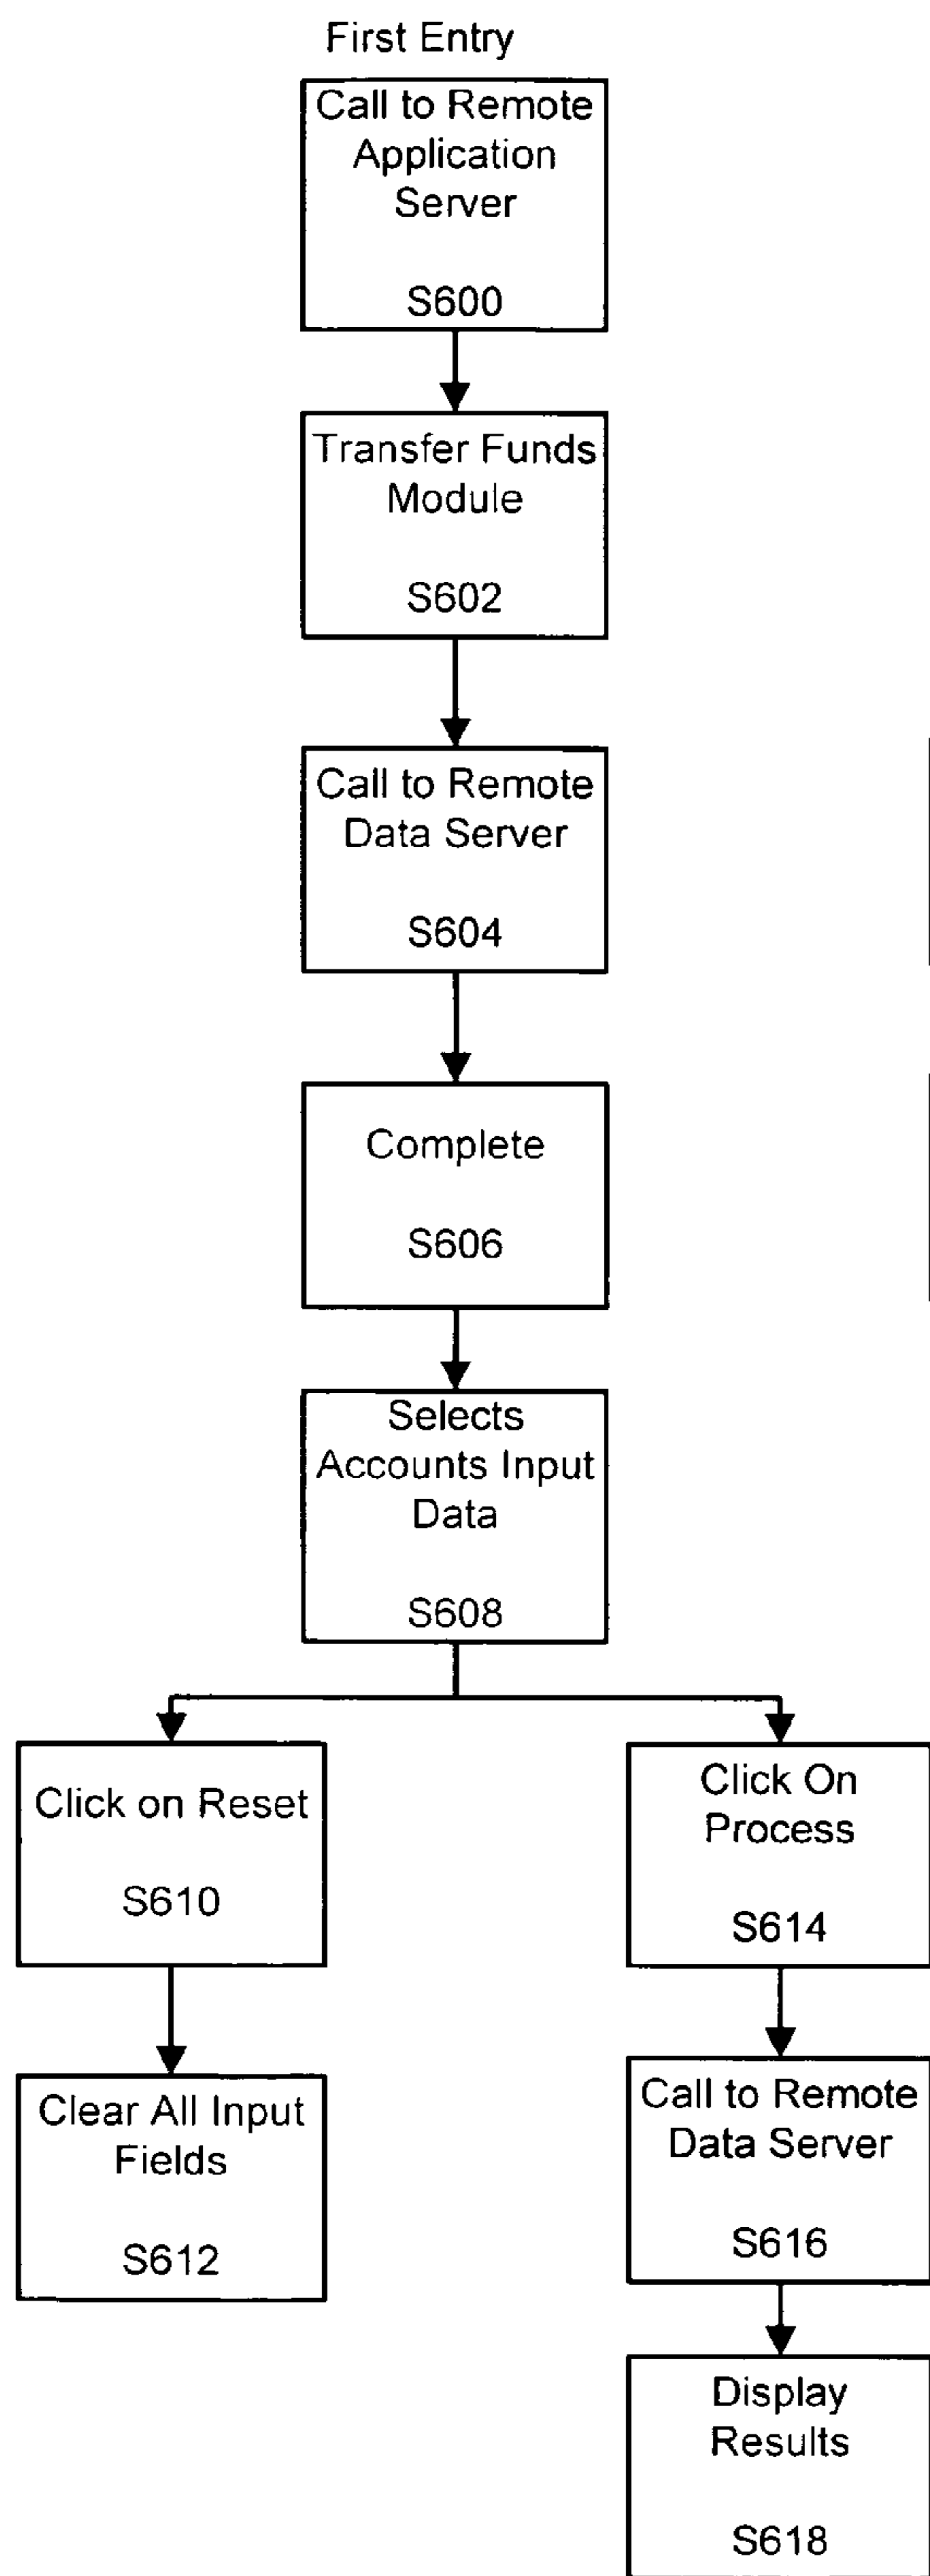 First Entry
Call to Remote
Application
Server
S600
Transfer Funds
Module
S602
Call to Remote
Data Server
S604
Complete
S606
Selects
Accounts Input
Data
S608
Click on Reset
S610
Clear All Input
Fields
S612
Click On
Process
S614
Call to Remote
Data Server
S616
Display
Results
S618